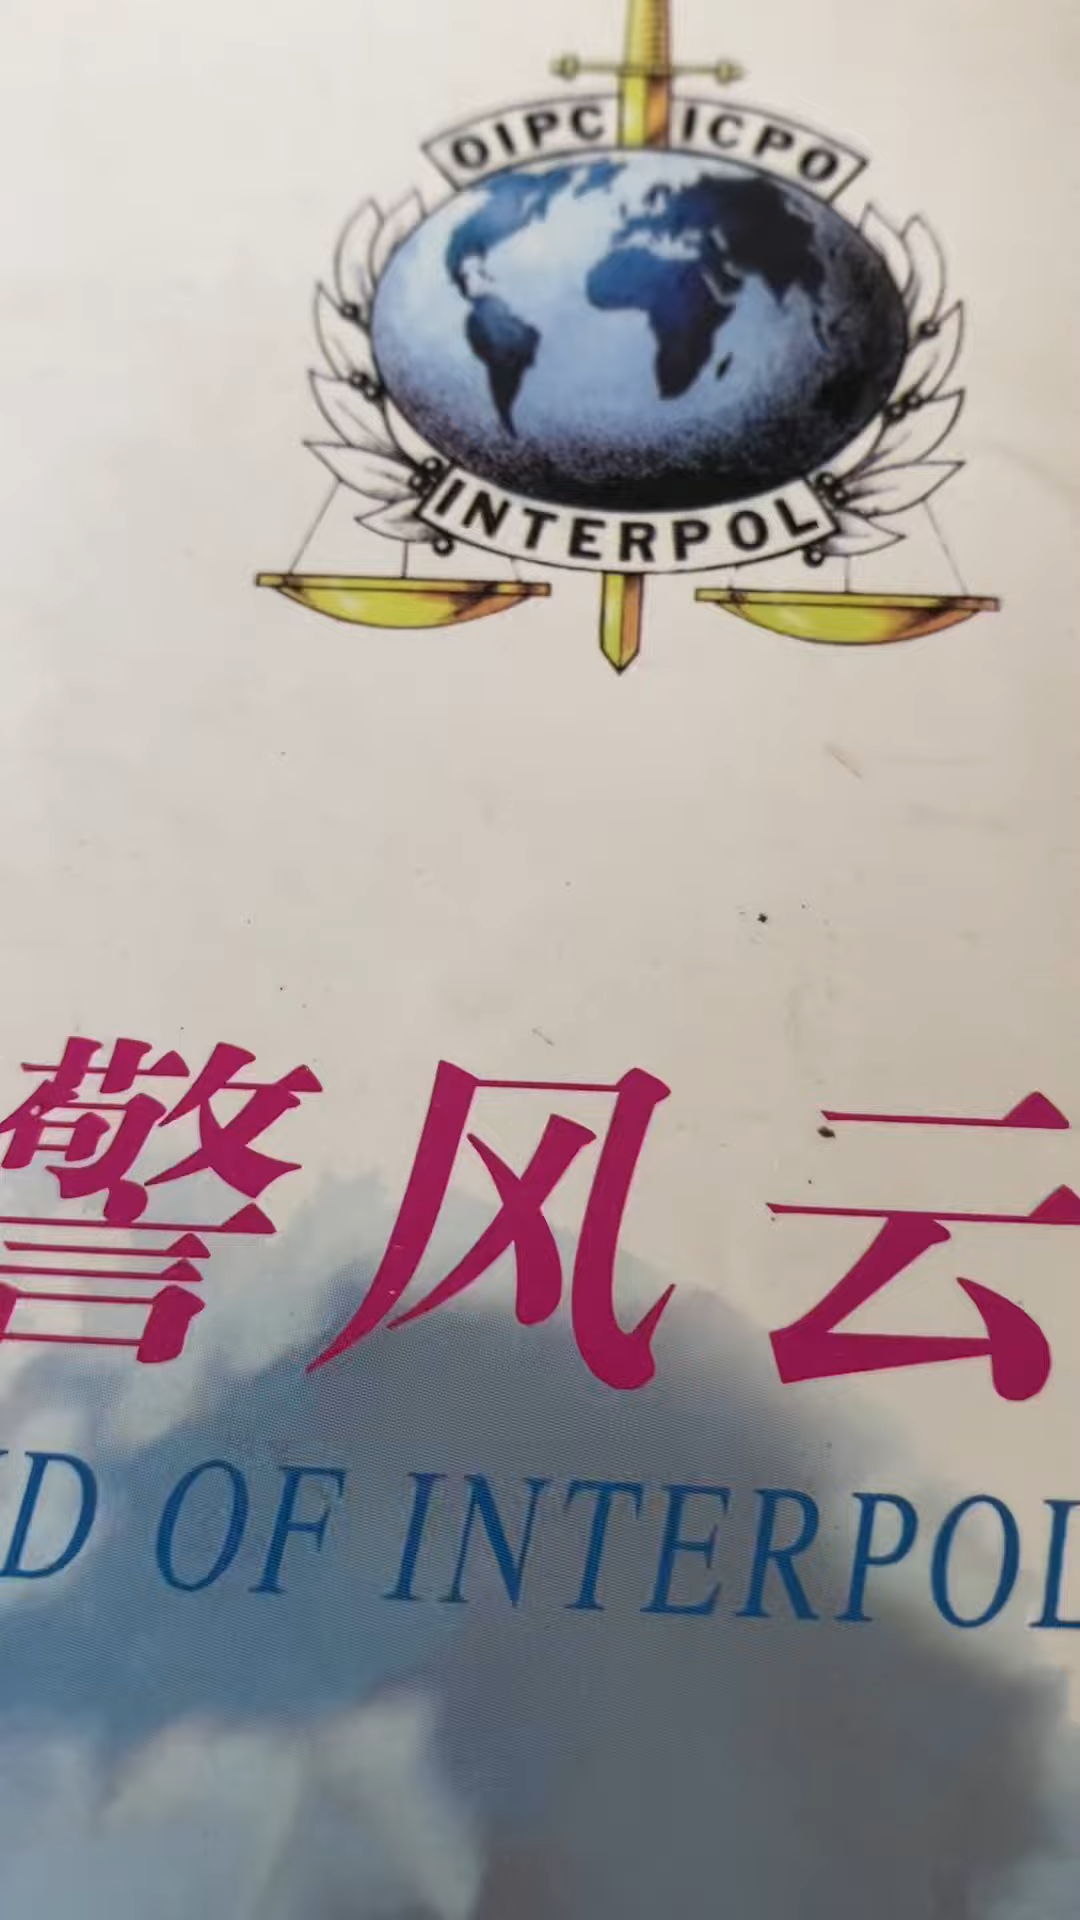 OIPC ICPO
INTERPOL
警风云
D OF INTERPOL